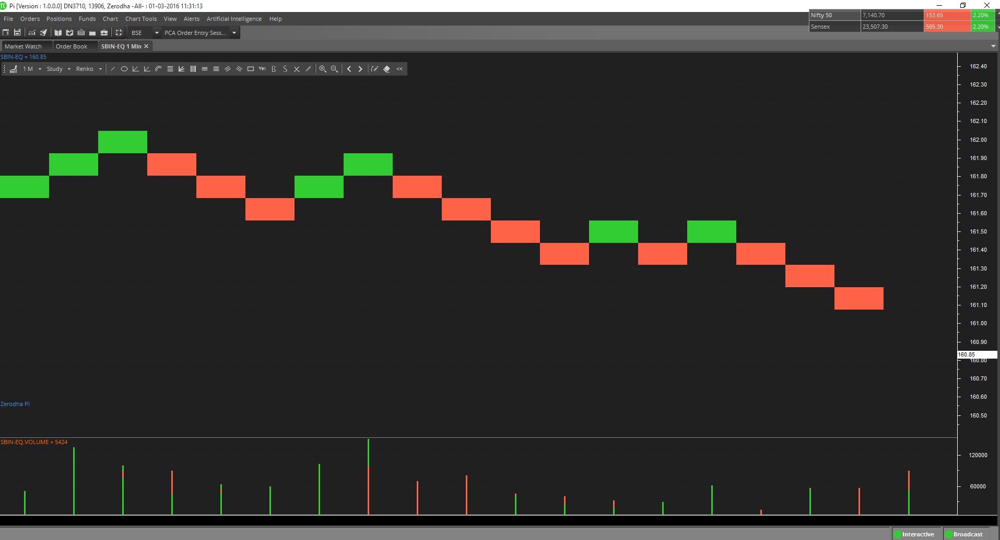 Pi [Version : 1.0.0.0] DN3710, 13906, Zerodha -All- : 01-03-2016 11:31:13
File Orders Positions Funds Chart Chart Tools View Alerts Artificial Intelligence Help
Nifty 50 7,140.70 153.65 2.20%
Sensex 23,507.30 505.30 2.20%
BSE PCA Order Entry Sess...
Market Watch Order Book SBIN-EQ 1 Min
SBIN-EQ = 160.85
1 M Study Renko B S X <<
162.40
162.30
162.20
162.10
162.00
161.90
161.80
161.70
161.60
161.50
161.40
161.30
161.20
161.10
161.00
160.90
160.85
160.80
160.70
160.60
Zerodha Pi
160.50
SBIN-EQ.VOLUME = 5424
120000
60000
Interactive Broadcast